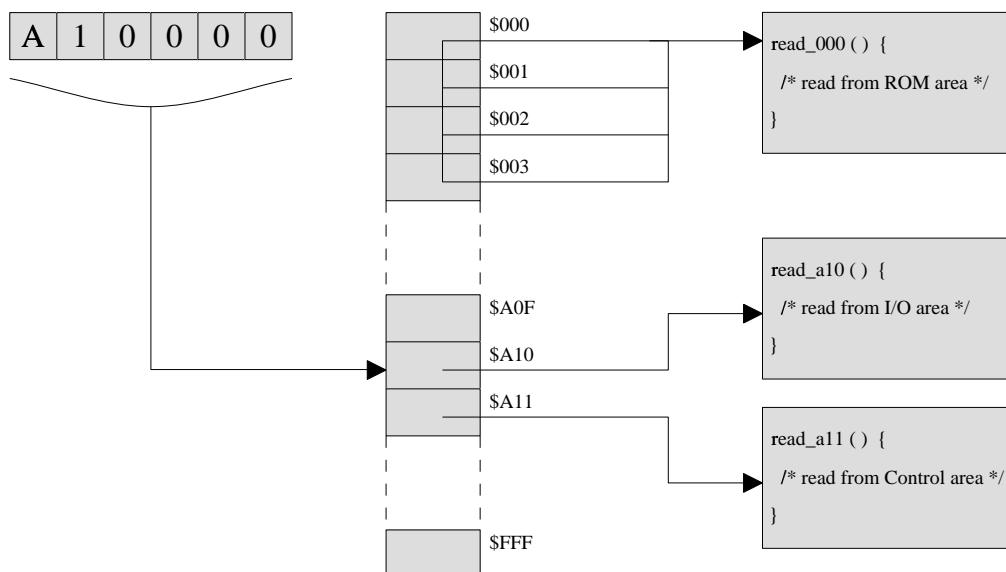 A 1 0 0 0 0
$000
$001
$002
$003
$A0F
$A10
$A11
$FFF
read_000 ( ) {
/* read from ROM area */
}
read_a10 ( ) {
/* read from I/O area */
}
read_a11 ( ) {
/* read from Control area */
}